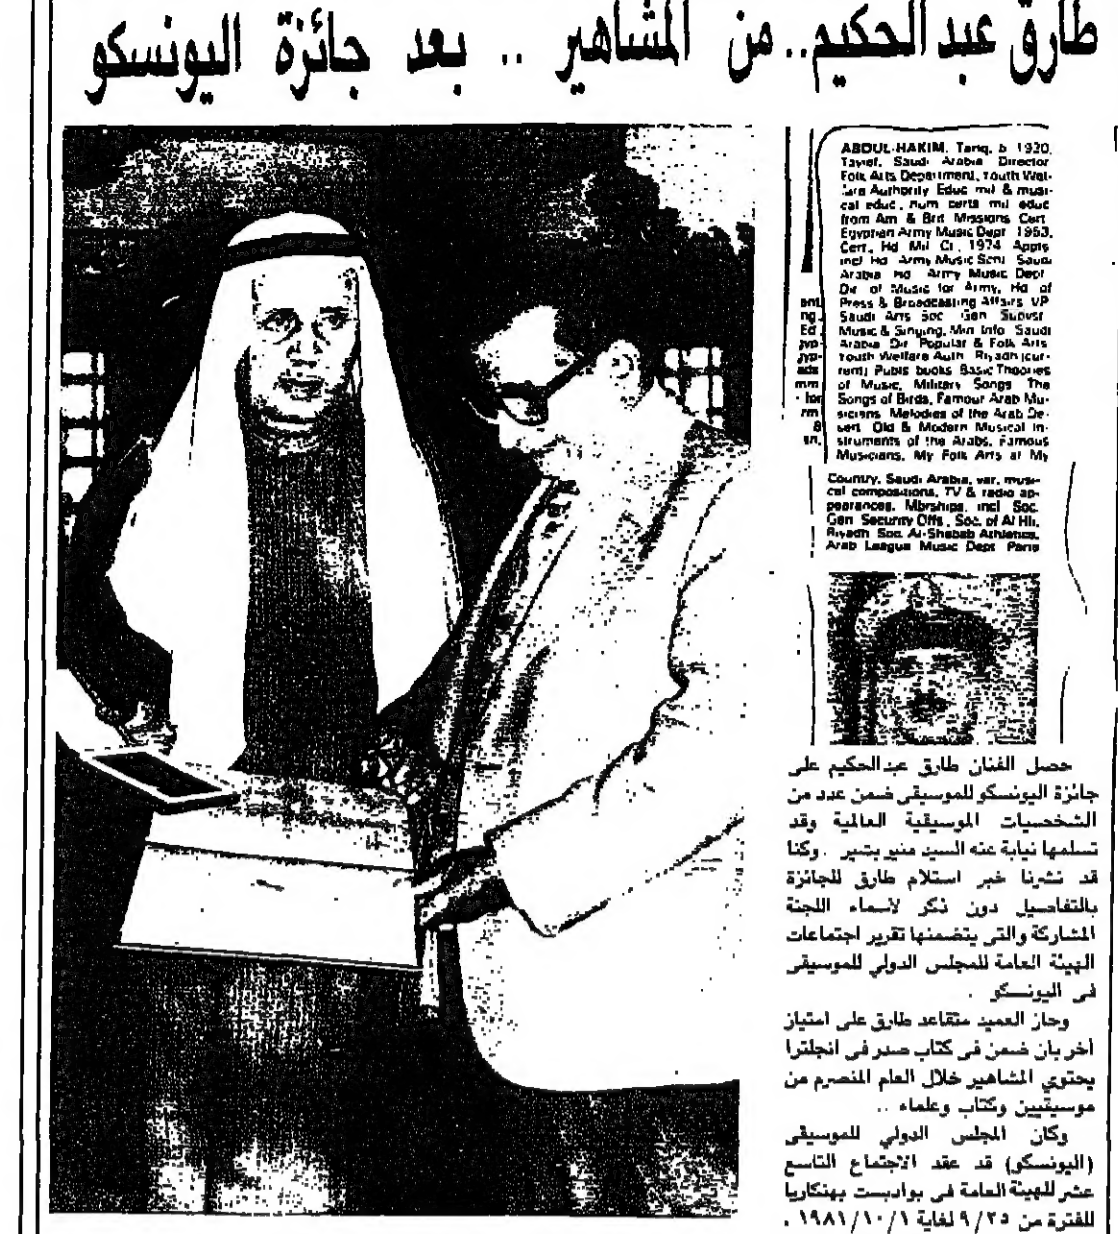 طارق عبد الحكيم.. من المشاهير .. بعد جائزة اليونسكو
ABDUL-HAKIM, Tariq, b 1920,
Tayief, Saudi Arabia Director
Folk Arts Department, Youth Wel-
fare Authority Educ mil & musi-
cal educ, num certs mil educ
from Am & Brit Missions Cert
Egyptian Army Music Dept 1953,
Cert, Hd Mil Ct, 1974 Appts
incl Hd Army Music Schl Saudi
Arabia Hd Army Music Dept
Dir of Music for Army, Hd of
Press & Broadcasting Affairs VP
Saudi Arts Soc Gen
Music & Singing, Min Info Saudi
Arabia Dir Popular & Folk Arts
Youth Welfare Auth Riyadh (cur-
rent) Publs books Basic Theories
of Music, Military Songs The
Songs of Birds, Famour Arab Mu-
sicians Melodies of the Arab De-
sert Old & Modern Musical In-
struments of the Arabs, Famous
Musicians, My Folk Arts at My
Country, Saudi Arabia, var. musi-
cal compositions, TV & radio ap-
pearances. Mbrships. incl Soc.
Gen Security Offs, Soc. of Al Hli,
Riyadh Soc Al-Shabab Athletics,
Arab League Music Dept Paris
حصل الفنان طارق عبدالحكيم على
جائزة اليونسكو للموسيقى ضمن عدد من
الشخصيات الموسيقية العالمية وقد
تسلمها نيابة عنه السيد منير بشير . وكنا
قد نشرنا خبر استلام طارق للجائزة
بالتفاصيل دون ذكر لاسماء اللجنة
المشاركة والتي يتضمنها تقرير اجتماعات
الهيئة العامة للمجلس الدولي للموسيقى
في اليونسكو .
وحاز العميد متقاعد طارق على امتياز
آخر بان ضمن في كتاب صدر في انجلترا
يحتوي المشاهير خلال العام المنصرم من
موسيقيين وكتاب وعلماء ..
وكان المجلس الدولي للموسيقى
(اليونسكو) قد عقد الاجتماع التاسع
عشر للهيئة العامة في بوادبست بهنكاريا
للفترة من ٩/٢٥ لغاية ١٩٨١/١٠/١ .